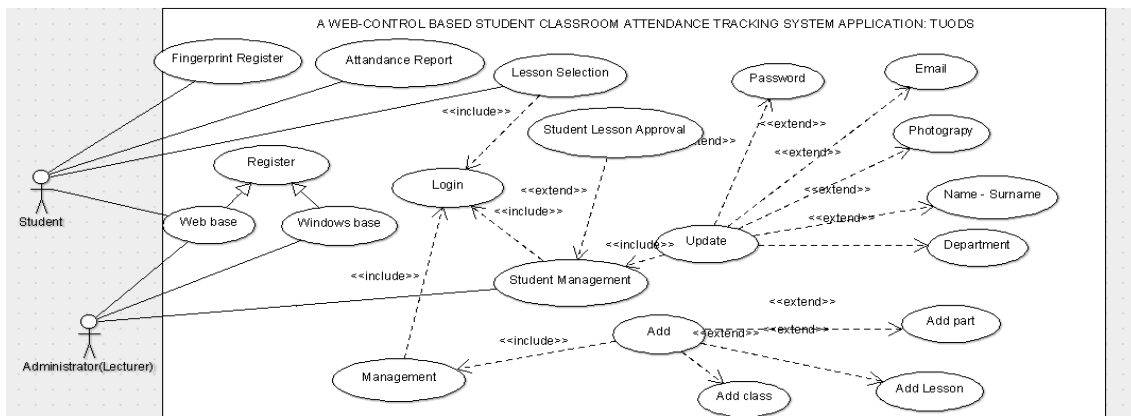 A WEB-CONTROL BASED STUDENT CLASSROOM ATTENDANCE TRACKING SYSTEM APPLICATION: TUODS
Fingerprint Register
Attandance Report
Lesson Selection
Password
Email
<<include>>
Student Lesson Approval
<<extend>>
<<extend>>
Photograpy
Register
Login
<<extend>>
<<extend>>
<<extend>>
Name - Surname
Student
Web base
Windows base
<<include>>
<<extend>>
Update
<<include>>
Department
<<include>>
Student Management
<<extend>>
Administrator(Lecturer)
<<include>>
Add
<<extend>>
<<extend>>
Add part
Management
Add class
Add Lesson